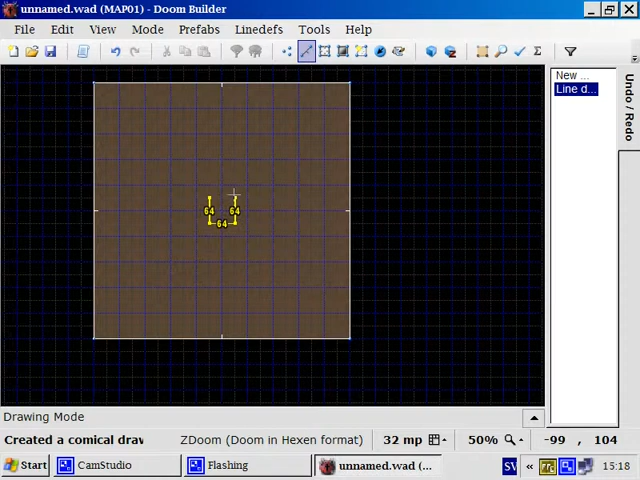 unnamed.wad (MAP01) - Doom Builder
File Edit View Mode Prefabs Linedefs Tools Help
New ...
Line d...
Undo / Redo
64 64
64
Drawing Mode
Created a comical drav ZDoom (Doom in Hexen format) 32 mp 50% -99 , 104
Start CamStudio Flashing unnamed.wad (... SV « 15:18